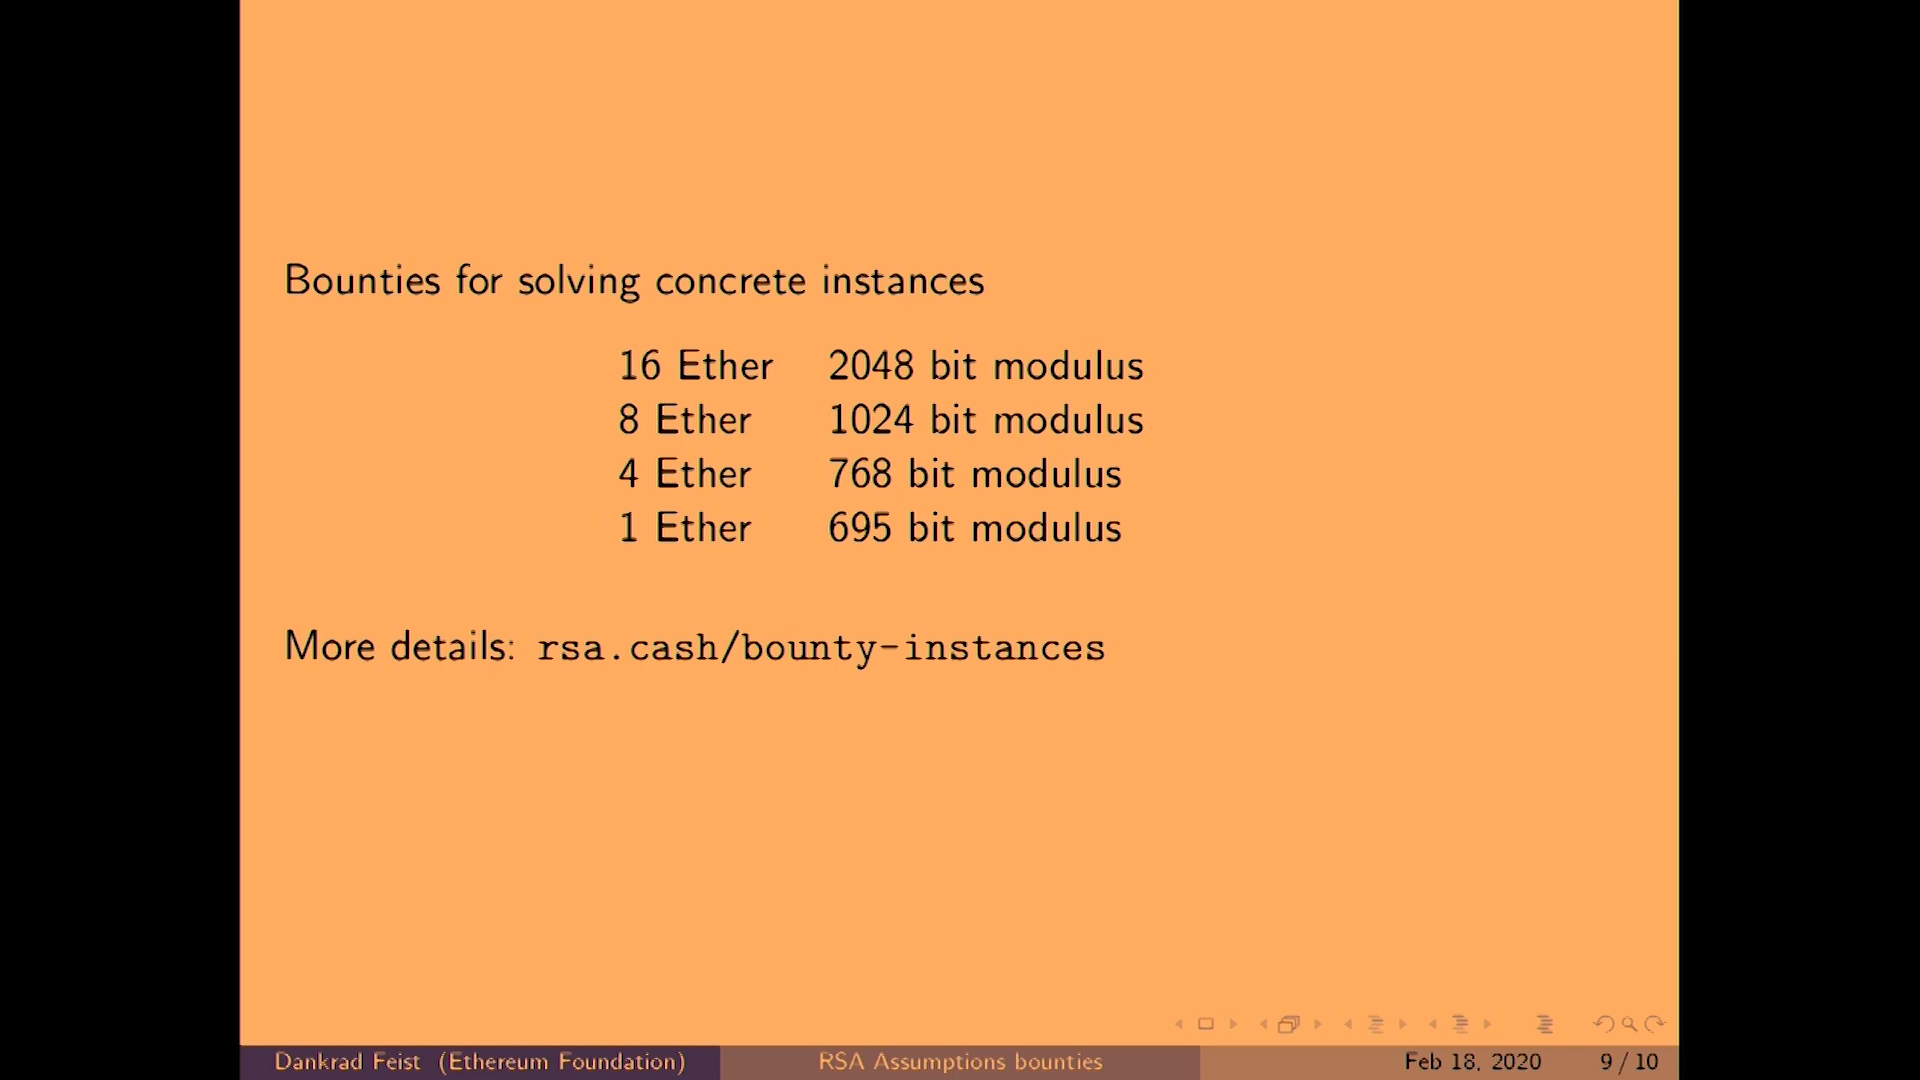 Bounties for solving concrete instances
16 Ether 2048 bit modulus
8 Ether 1024 bit modulus
4 Ether 768 bit modulus
1 Ether 695 bit modulus
More details: rsa.cash/bounty-instances
Dankrad Feist (Ethereum Foundation) RSA Assumptions bounties Feb 18, 2020 9 / 10